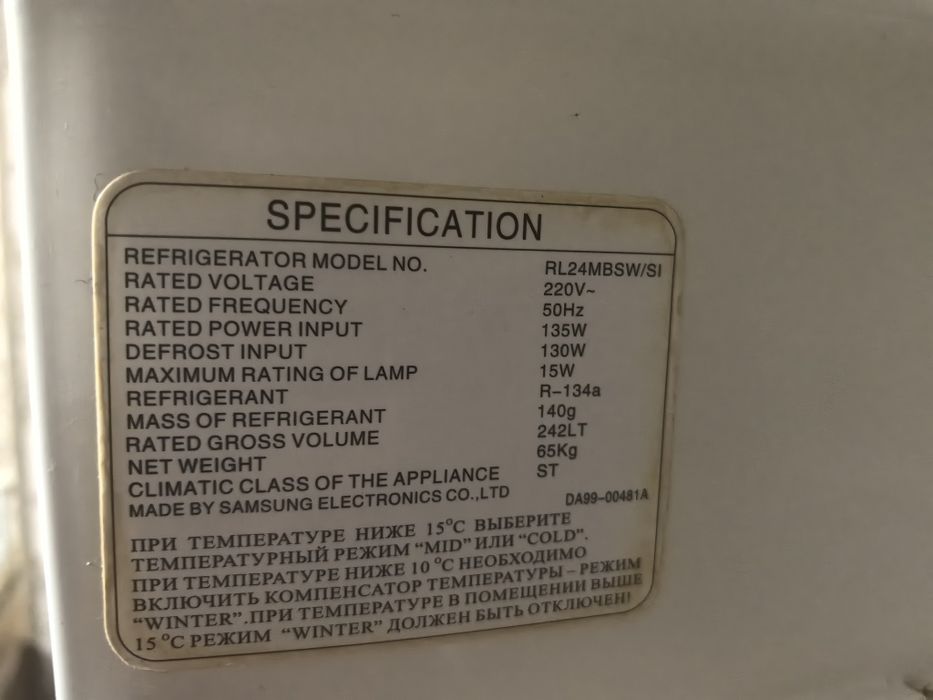 SPECIFICATION
REFRIGERATOR MODEL NO. RL24MBSW/SI
RATED VOLTAGE 220V~
RATED FREQUENCY 50Hz
RATED POWER INPUT 135W
DEFROST INPUT 130W
MAXIMUM RATING OF LAMP 15W
REFRIGERANT R-134a
MASS OF REFRIGERANT 140g
RATED GROSS VOLUME 242LT
NET WEIGHT 65Kg
CLIMATIC CLASS OF THE APPLIANCE ST
MADE BY SAMSUNG ELECTRONICS CO.,LTD DA99-00481A
ПРИ ТЕМПЕРАТУРЕ НИЖЕ 15°C ВЫБЕРИТЕ
ТЕМПЕРАТУРНЫЙ РЕЖИМ “MID” ИЛИ “COLD”.
ПРИ ТЕМПЕРАТУРЕ НИЖЕ 10 °C НЕОБХОДИМО
ВКЛЮЧИТЬ КОМПЕНСАТОР ТЕМПЕРАТУРЫ – РЕЖИМ
“WINTER”.ПРИ ТЕМПЕРАТУРЕ В ПОМЕЩЕНИИ ВЫШЕ
15 °C РЕЖИМ “WINTER” ДОЛЖЕН БЫТЬ ОТКЛЮЧЕН!